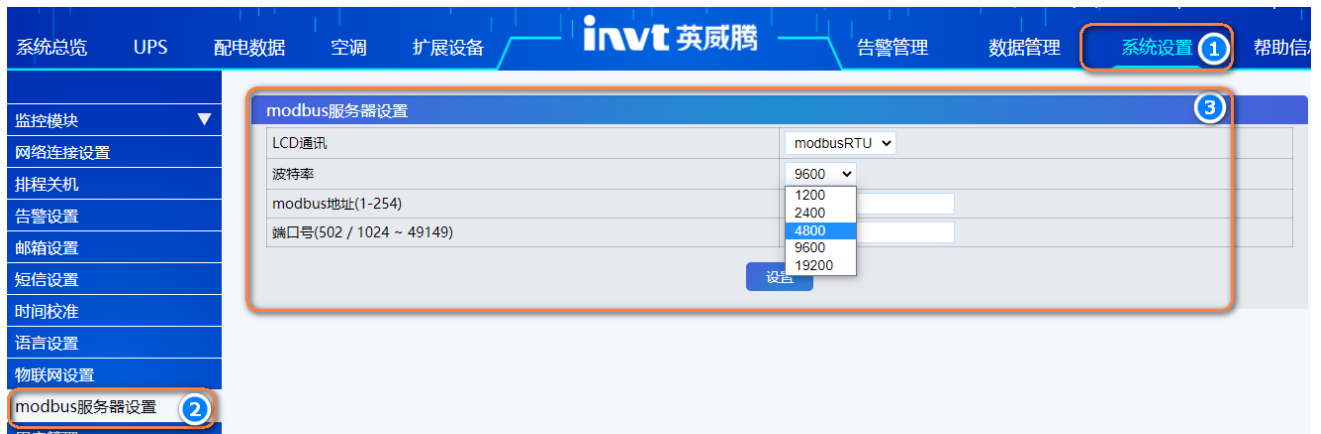 系统总览 UPS 配电数据 空调 扩展设备 invt 英威腾 告警管理 数据管理 系统设置 1 帮助信
监控模块
网络连接设置
排程关机
告警设置
邮箱设置
短信设置
时间校准
语言设置
物联网设置
modbus服务器设置 2
modbus服务器设置 3
LCD通讯 modbusRTU
波特率 9600
1200
2400
4800
9600
19200
modbus地址(1-254)
端口号(502 / 1024 ~ 49149)
设置